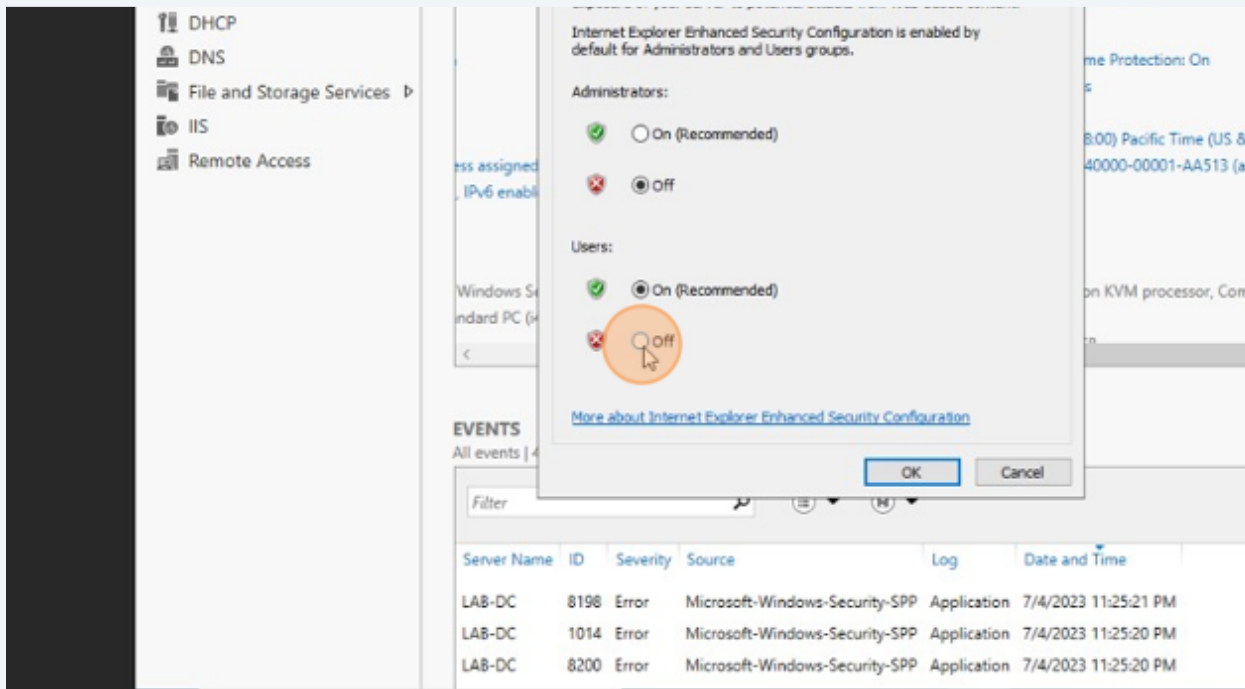 DHCP
DNS
File and Storage Services
IIS
Remote Access
Internet Explorer Enhanced Security Configuration is enabled by
default for Administrators and Users groups.
Administrators:
On (Recommended)
Off
Users:
On (Recommended)
Off
More about Internet Explorer Enhanced Security Configuration
OK
Cancel
me Protection: On
8:00) Pacific Time (US &
40000-00001-AA513 (a
ess assigned
, IPv6 enabl
Windows Se
ndard PC (i4
on KVM processor, Com
EVENTS
All events | 4
Filter
Server Name ID Severity Source Log Date and Time
LAB-DC 8198 Error Microsoft-Windows-Security-SPP Application 7/4/2023 11:25:21 PM
LAB-DC 1014 Error Microsoft-Windows-Security-SPP Application 7/4/2023 11:25:20 PM
LAB-DC 8200 Error Microsoft-Windows-Security-SPP Application 7/4/2023 11:25:20 PM